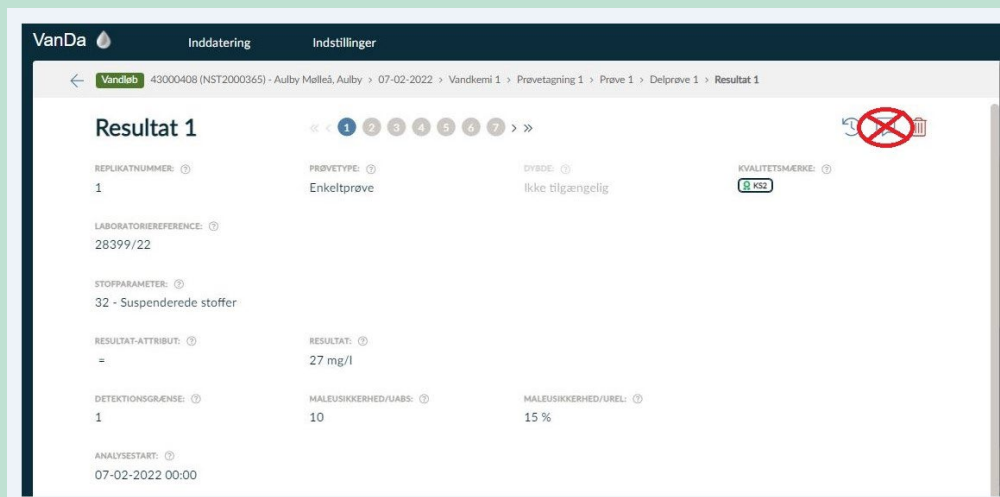 VanDa Inddatering Indstillinger
Vandløb 43000408 (NST2000365) - Aulby Mølleå, Aulby > 07-02-2022 > Vandkemi 1 > Prøvetagning 1 > Prøve 1 > Delprøve 1 > Resultat 1
Resultat 1 « < 1 2 3 4 5 6 7 > »
REPLIKATNUMMER: PRØVETYPE: DYBDE: KVALITETSMÆRKE:
1 Enkeltprøve Ikke tilgængelig KS2
LABORATORIEREFERENCE:
28399/22
STOFPARAMETER:
32 - Suspenderede stoffer
RESULTAT-ATTRIBUT: RESULTAT:
= 27 mg/l
DETEKTIONSGRÆNSE: MALEUSIKKERHED/UABS: MALEUSIKKERHED/UREL:
1 10 15 %
ANALYSESTART:
07-02-2022 00:00